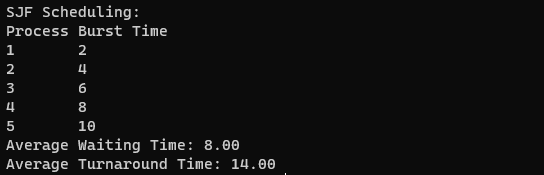 SJF Scheduling:
Process Burst Time
1 2
2 4
3 6
4 8
5 10
Average Waiting Time: 8.00
Average Turnaround Time: 14.00